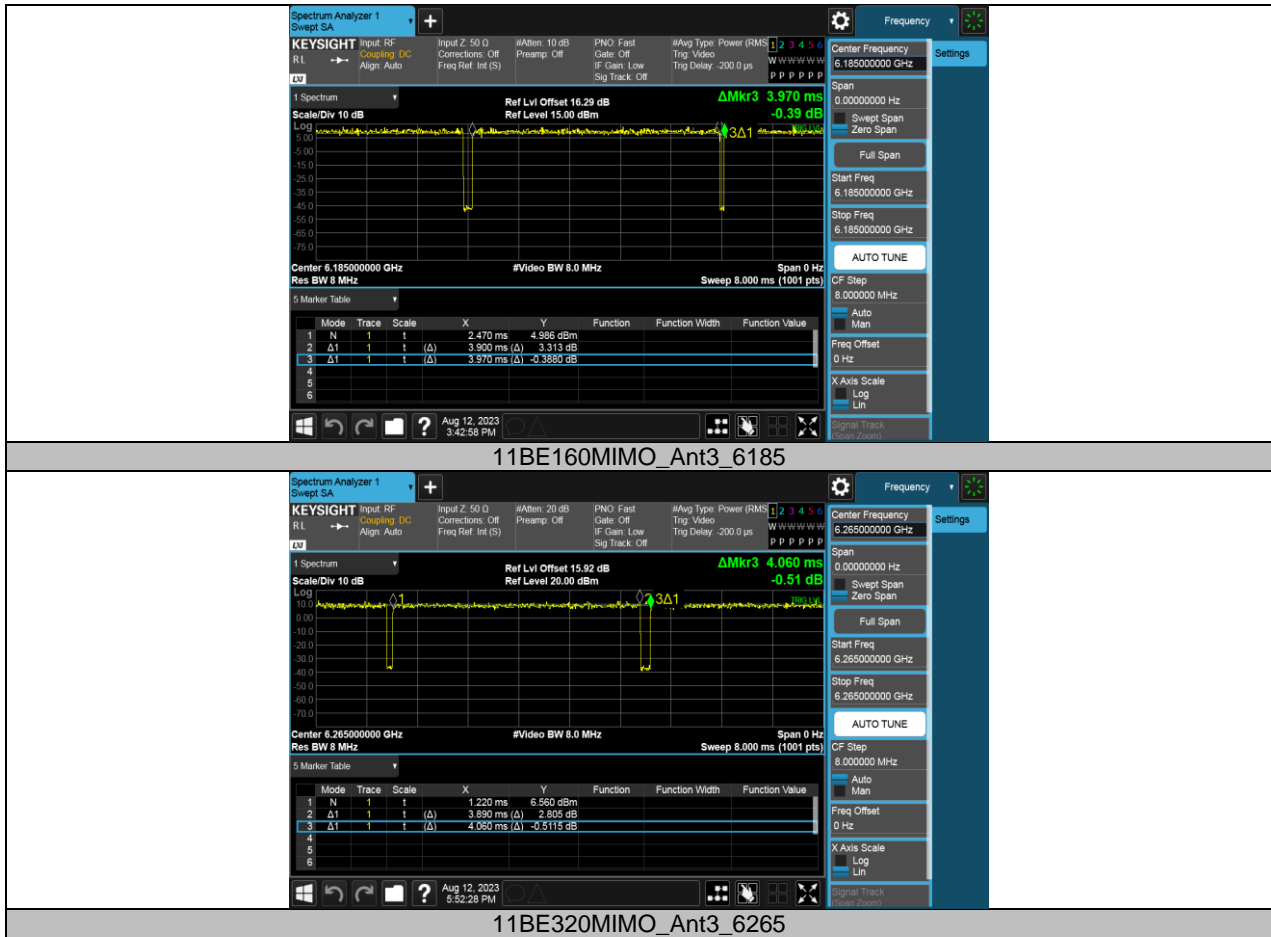 Spectrum Analyzer 1
Swept SA
Frequency
KEYSIGHT Input: RF Input Z: 50 Ω #Atten: 10 dB PNO: Fast #Avg Type: Power (RMS 1 2 3 4 5 6
RL Coupling: DC Corrections: Off Preamp: Off Gate: Off Trig: Video W W W W W W
Align: Auto Freq Ref: Int (S) IF Gain: Low Trig Delay: -200.0 µs P P P P P P
LXI Sig Track: Off
Center Frequency
6.185000000 GHz
Settings
Span
0.00000000 Hz
Swept Span
Zero Span
Full Span
Start Freq
6.185000000 GHz
Stop Freq
6.185000000 GHz
AUTO TUNE
CF Step
8.000000 MHz
Auto
Man
Freq Offset
0 Hz
X Axis Scale
Log
Lin
Signal Track
(Span Zoom)
1 Spectrum
Ref Lvl Offset 16.29 dB ΔMkr3 3.970 ms
Scale/Div 10 dB Ref Level 15.00 dBm -0.39 dB
Log
3Δ1
5.00
-5.00
-15.0
-25.0
-35.0
-45.0
-55.0
-65.0
-75.0
Center 6.185000000 GHz #Video BW 8.0 MHz Span 0 Hz
Res BW 8 MHz Sweep 8.000 ms (1001 pts)
5 Marker Table
Mode Trace Scale X Y Function Function Width Function Value
1 N 1 t 2.470 ms 4.986 dBm
2 Δ1 1 t (Δ) 3.900 ms (Δ) 3.313 dB
3 Δ1 1 t (Δ) 3.970 ms (Δ) -0.3880 dB
4
5
6
? Aug 12, 2023
3:42:58 PM
11BE160MIMO_Ant3_6185
Spectrum Analyzer 1
Swept SA
Frequency
KEYSIGHT Input: RF Input Z: 50 Ω #Atten: 20 dB PNO: Fast #Avg Type: Power (RMS 1 2 3 4 5 6
RL Coupling: DC Corrections: Off Preamp: Off Gate: Off Trig: Video W W W W W W
Align: Auto Freq Ref: Int (S) IF Gain: Low Trig Delay: -200.0 µs P P P P P P
LXI Sig Track: Off
Center Frequency
6.265000000 GHz
Settings
Span
0.00000000 Hz
Swept Span
Zero Span
Full Span
Start Freq
6.265000000 GHz
Stop Freq
6.265000000 GHz
AUTO TUNE
CF Step
8.000000 MHz
Auto
Man
Freq Offset
0 Hz
X Axis Scale
Log
Lin
Signal Track
(Span Zoom)
1 Spectrum
Ref Lvl Offset 15.92 dB ΔMkr3 4.060 ms
Scale/Div 10 dB Ref Level 20.00 dBm -0.51 dB
Log
1 3Δ1 TRIG LVL
10.0
0.00
-10.0
-20.0
-30.0
-40.0
-50.0
-60.0
-70.0
Center 6.265000000 GHz #Video BW 8.0 MHz Span 0 Hz
Res BW 8 MHz Sweep 8.000 ms (1001 pts)
5 Marker Table
Mode Trace Scale X Y Function Function Width Function Value
1 N 1 t 1.220 ms 6.560 dBm
2 Δ1 1 t (Δ) 3.890 ms (Δ) 2.805 dB
3 Δ1 1 t (Δ) 4.060 ms (Δ) -0.5115 dB
4
5
6
? Aug 12, 2023
5:52:28 PM
11BE320MIMO_Ant3_6265